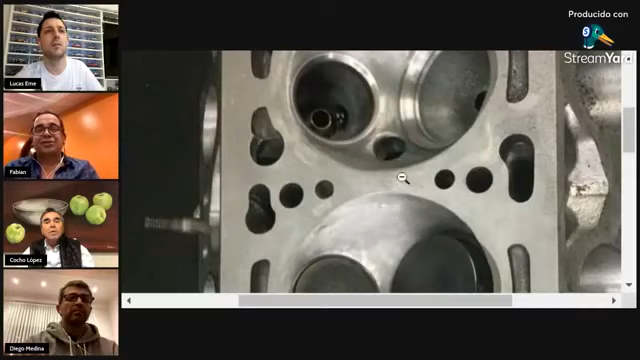 Producido con
StreamYard
Lucas Eme
Fabian
Cocho López
Diego Medina